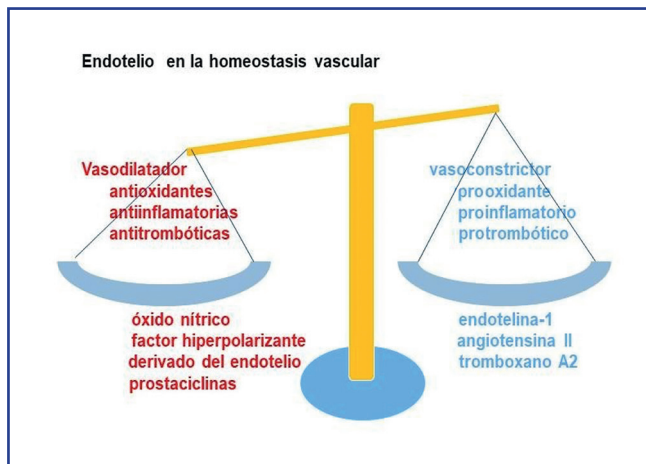 Endotelio en la homeostasis vascular
Vasodilatador
antioxidantes
antiinflamatorias
antitrombóticas
vasoconstrictor
prooxidante
proinflamatorio
protrombótico
óxido nítrico
factor hiperpolarizante
derivado del endotelio
prostaciclinas
endotelina-1
angiotensina II
tromboxano A2